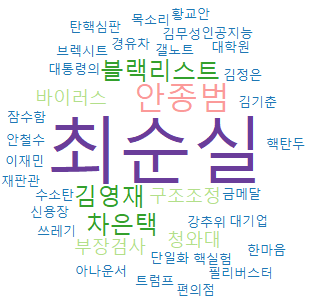 목소리 황교안
탄핵심판 김무성 인공지능
브렉시트 경유차 갤노트 대학원
대통령의 블랙리스트 김정은
바이러스 안종범 김기춘
잠수함
안철수 최순실 핵탄두
이재민
재판관
수소탄 김영재 구조조정 금메달
신용장 차은택 강추위 대기업
쓰레기 부장검사 청와대 한마음
단일화 핵실험
아나운서 트럼프 필리버스터
편의점